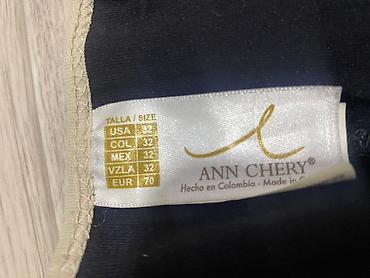 TALLA / SIZE
USA 32
COL 32
MEX 32
VZLA 32
EUR 70
ANN CHERY®
Hecho en Colombia - Made in